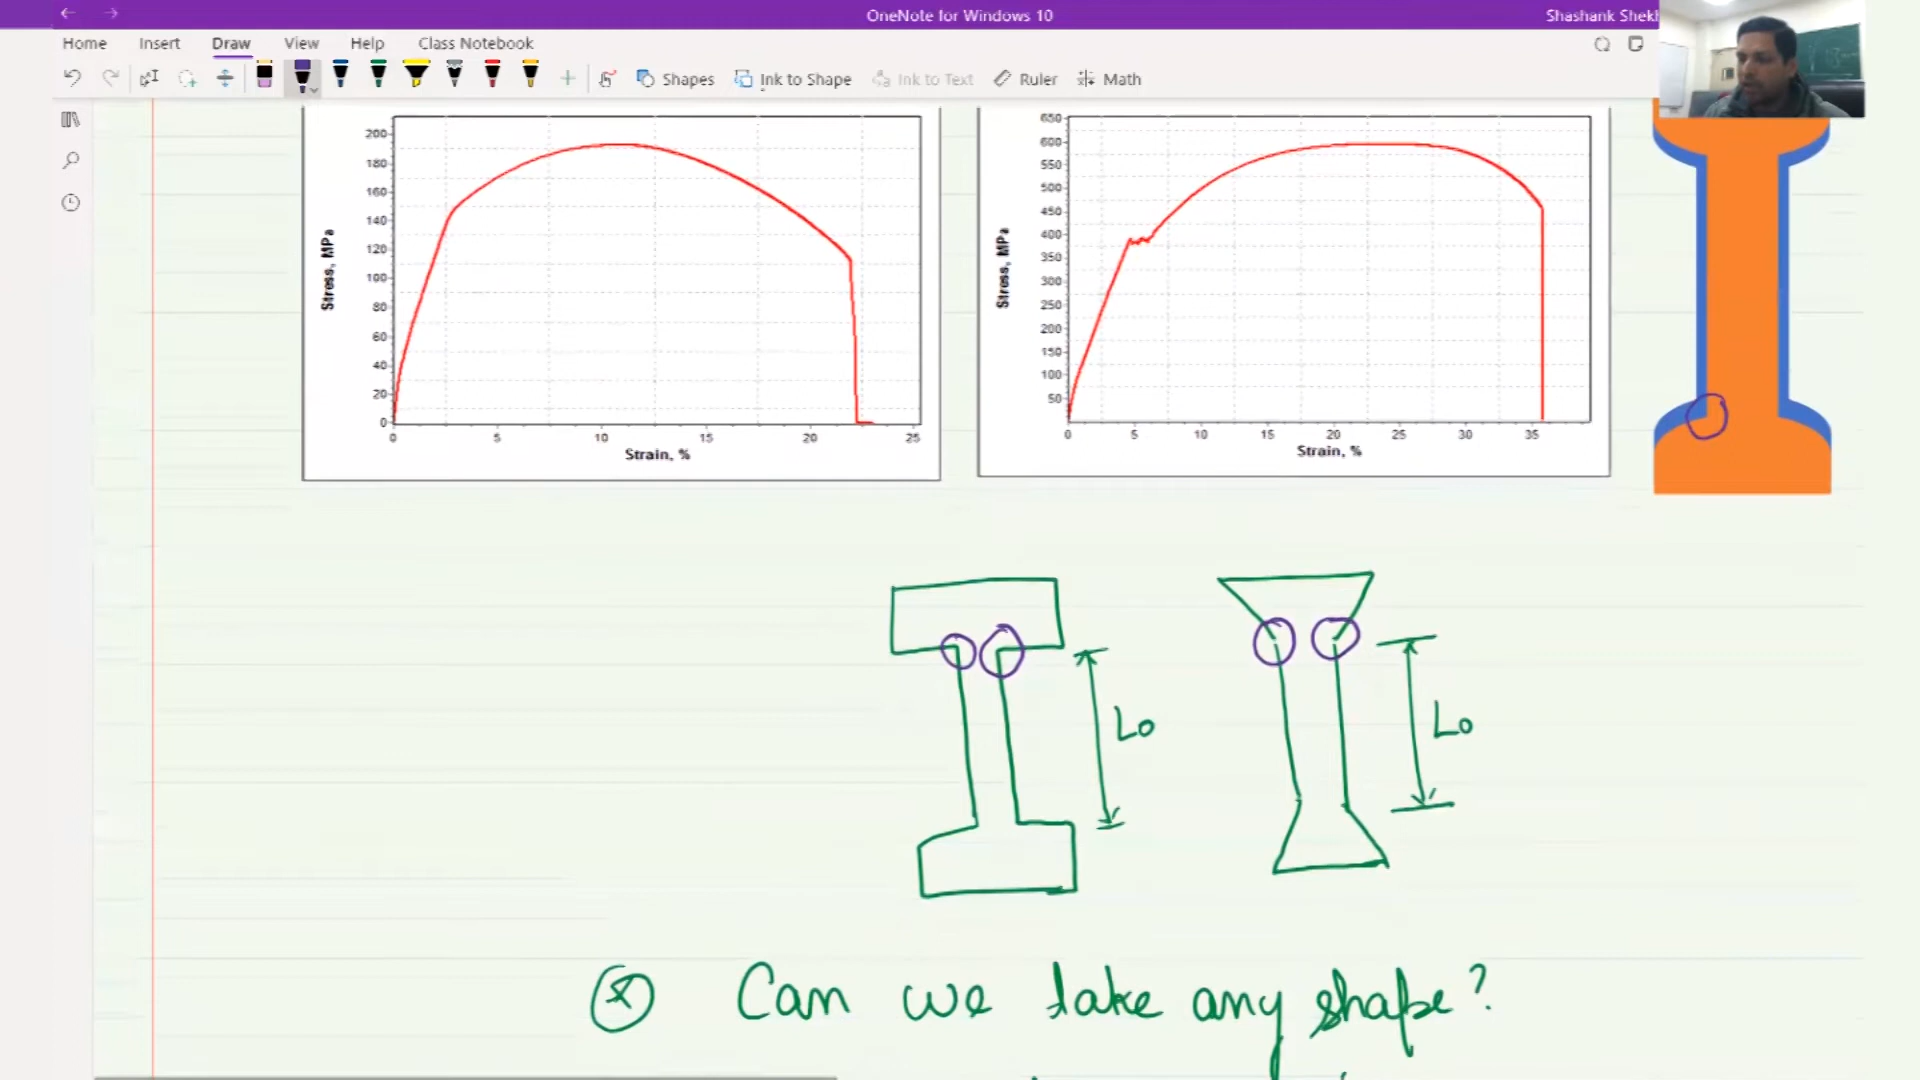 OneNote for Windows 10
Shashank Shekh
Home Insert Draw View Help Class Notebook
Shapes Ink to Shape Ink to Text Ruler Math
200
180
160
140
120
100
80
60
40
20
0
Stress, MPa
0 5 10 15 20 25
Strain, %
650
600
550
500
450
400
350
300
250
200
150
100
50
Stress, MPa
0 5 10 15 20 25 30 35
Strain, %
Lo Lo
Can we take any shape?